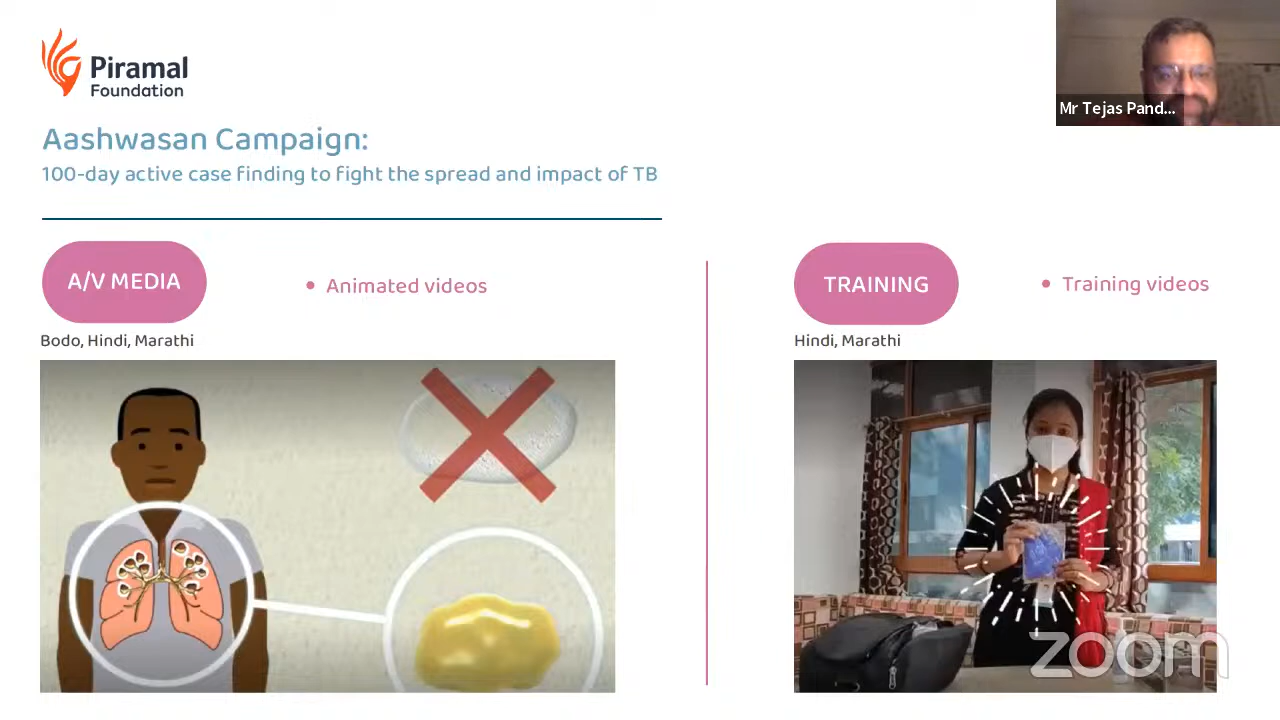 Piramal
Foundation
Mr Tejas Pand...
Aashwasan Campaign:
100-day active case finding to fight the spread and impact of TB
A/V MEDIA
• Animated videos
Bodo, Hindi, Marathi
TRAINING
• Training videos
Hindi, Marathi
zoom